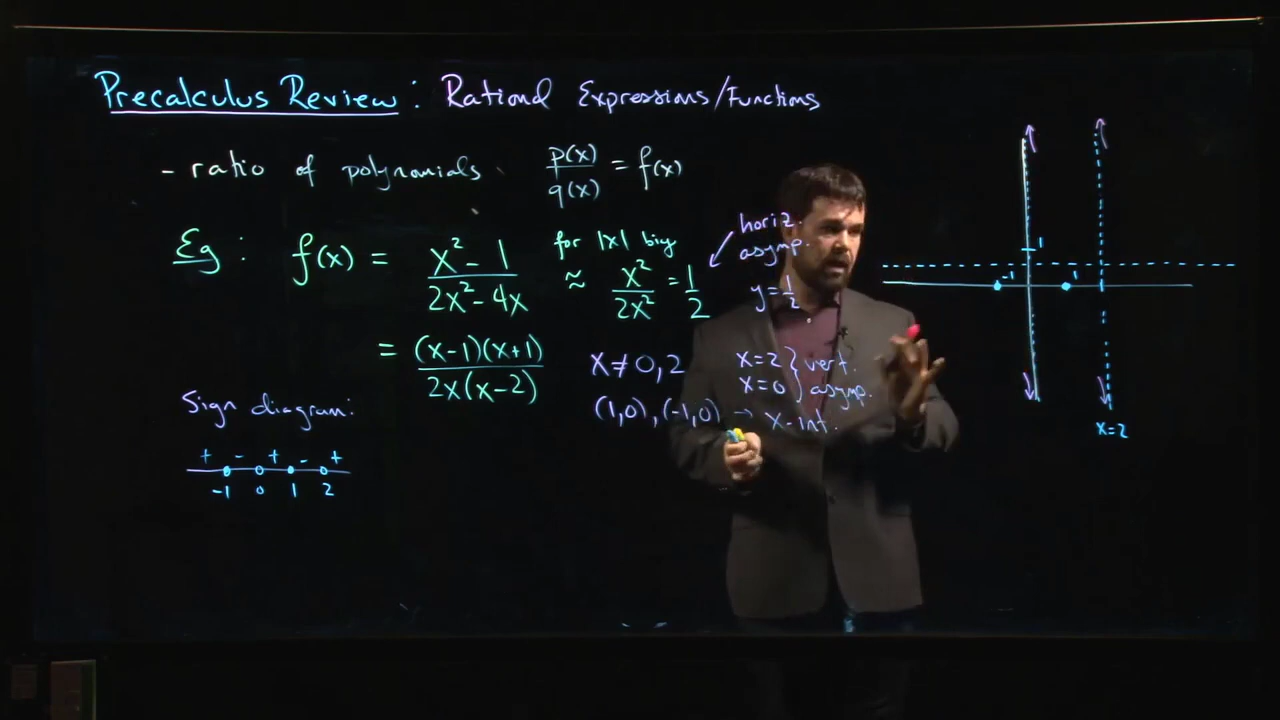 Precalculus Review: Rational Expressions/Functions
- ratio of polynomials p(x)/q(x) = f(x)
Eg: f(x) = x² - 1 / 2x² - 4x for |x| big ≈ x²/2x² = 1/2
horiz. asymp.
y = 1/2
= (x-1)(x+1) / 2x(x-2)
x ≠ 0, 2
x=2
x=0 } vert. asymp.
(1,0), (-1,0) → x-int.
Sign diagram:
+ - + - +
-1 0 1 2
1
-1 1
x=2